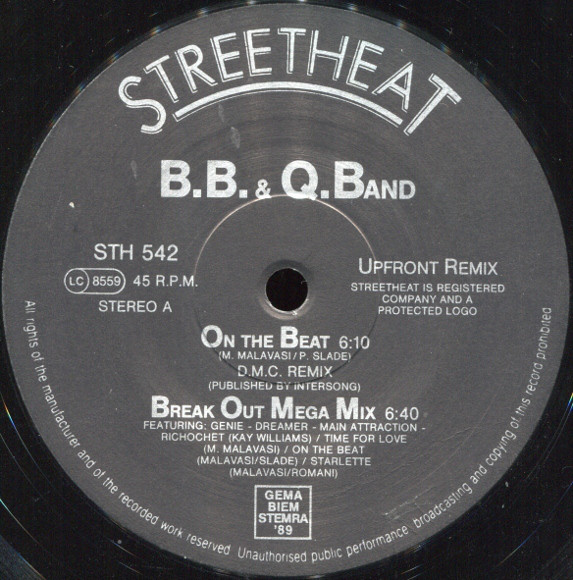 STREETHEAT
B.B. & Q.BAND
STH 542
LC 8559 45 R.P.M.
STEREO A
UPFRONT REMIX
STREETHEAT IS REGISTERED
COMPANY AND A
PROTECTED LOGO
ON THE BEAT 6:10
(M. MALAVASI/P. SLADE)
D.M.C. REMIX
(PUBLISHED BY INTERSONG)
BREAK OUT MEGA MIX 6:40
FEATURING: GENIE - DREAMER - MAIN ATTRACTION -
RICHOCHET (KAY WILLIAMS) / TIME FOR LOVE
(M. MALAVASI) / ON THE BEAT
(MALAVASI/SLADE) / STARLETTE
(MALAVASI/ROMANI)
GEMA
BIEM
STEMRA
'89
All rights of the manufacturer and of the recorded work reserved Unauthorised public performance broadcasting and copying of this record prohibited